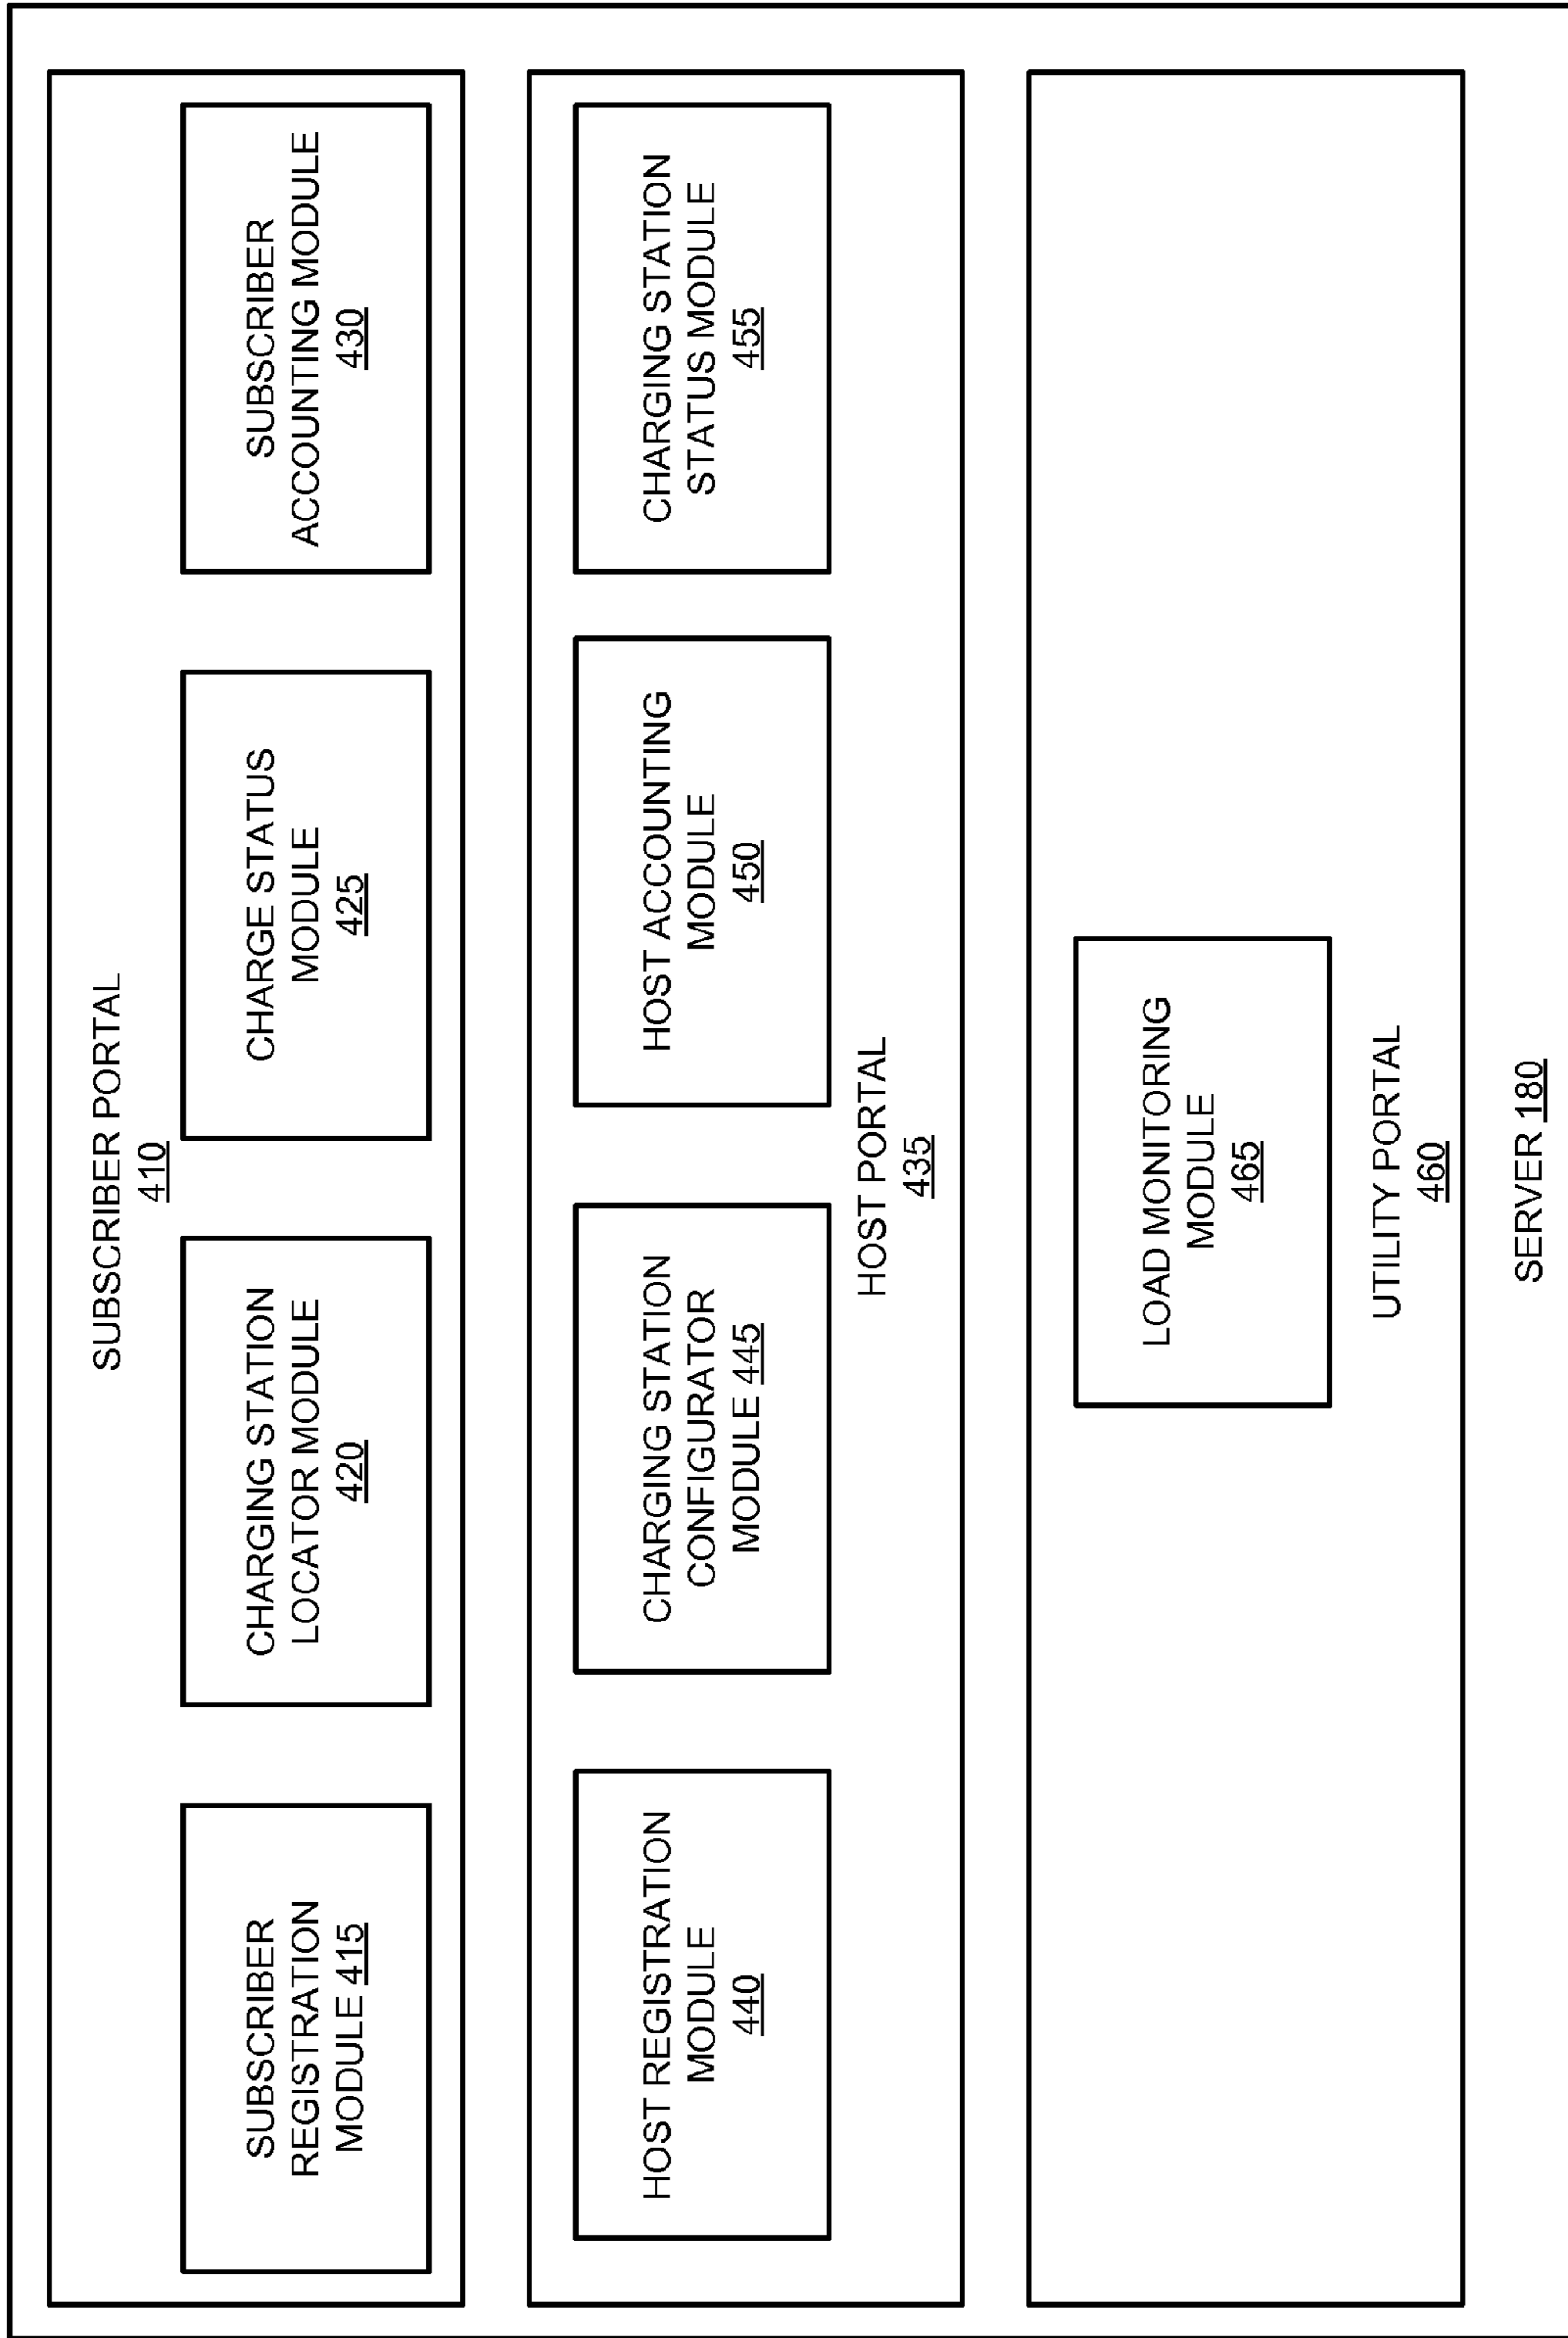 SUBSCRIBER PORTAL
410
SUBSCRIBER
REGISTRATION
MODULE 415
CHARGING STATION
LOCATOR MODULE
420
CHARGE STATUS
MODULE
425
SUBSCRIBER
ACCOUNTING MODULE
430
HOST REGISTRATION
MODULE
440
CHARGING STATION
CONFIGURATOR
MODULE 445
HOST ACCOUNTING
MODULE
450
CHARGING STATION
STATUS MODULE
455
HOST PORTAL
435
LOAD MONITORING
MODULE
465
UTILITY PORTAL
460
SERVER 180